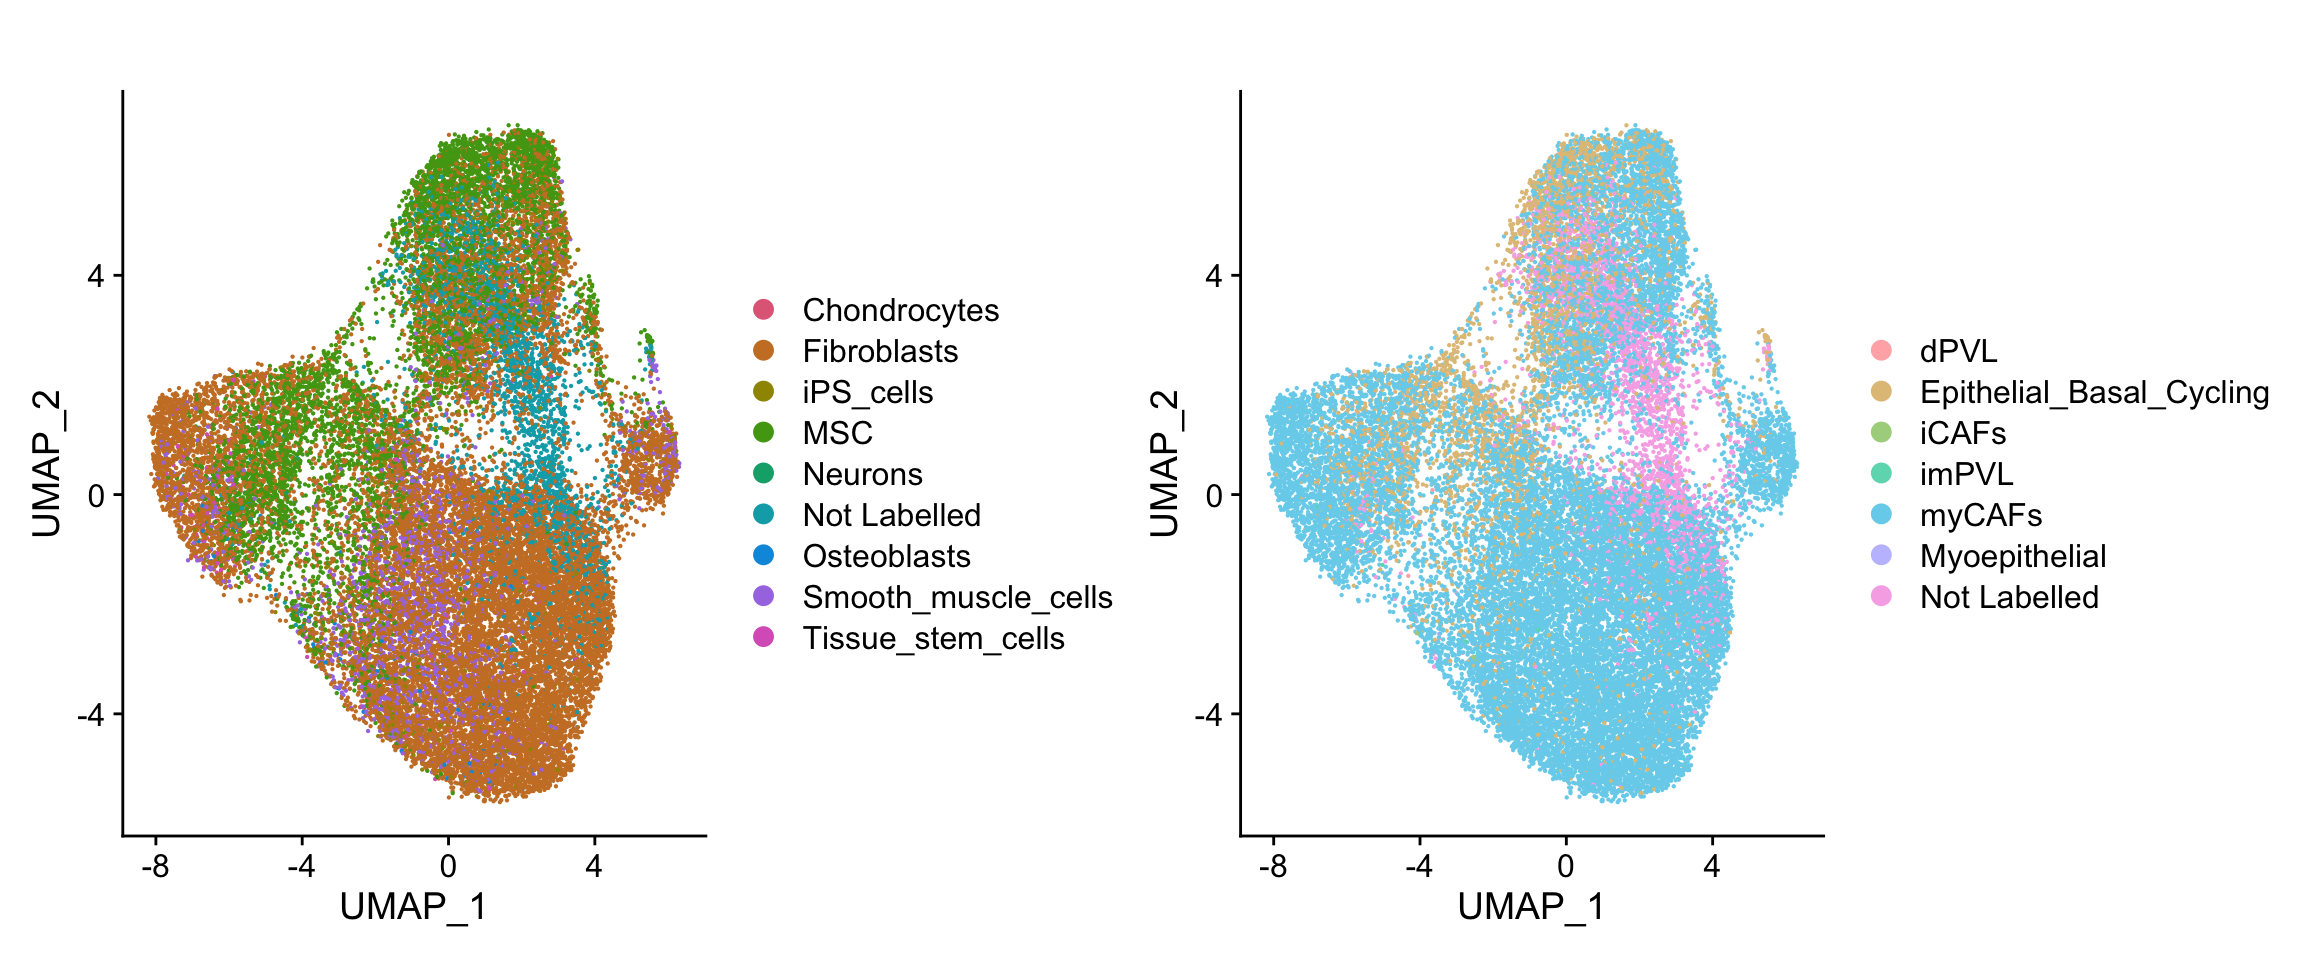 UMAP_2
4
0
-4
-8
-4
0
4
UMAP_1
Chondrocytes
Fibroblasts
iPS_cells
MSC
Neurons
Not Labelled
Osteoblasts
Smooth_muscle_cells
Tissue_stem_cells
UMAP_2
4
0
-4
-8
-4
0
4
UMAP_1
dPVL
Epithelial_Basal_Cycling
iCAFs
imPVL
myCAFs
Myoepithelial
Not Labelled